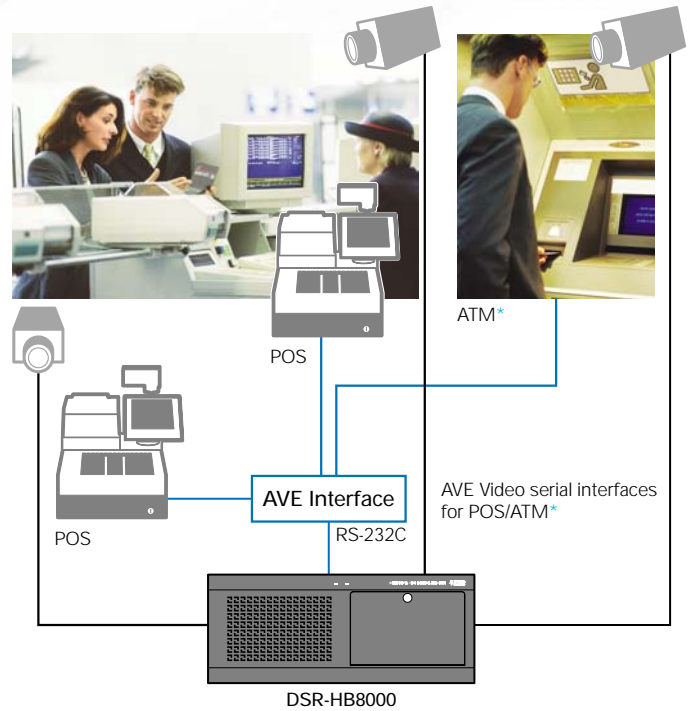 ATM*
POS
AVE Interface
AVE Video serial interfaces
for POS/ATM*
POS
RS-232C
DSR-HB8000